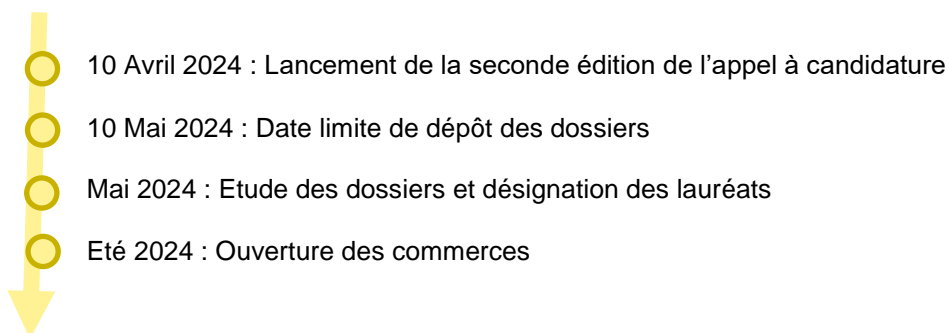 10 Avril 2024 : Lancement de la seconde édition de l’appel à candidature
10 Mai 2024 : Date limite de dépôt des dossiers
Mai 2024 : Etude des dossiers et désignation des lauréats
Eté 2024 : Ouverture des commerces